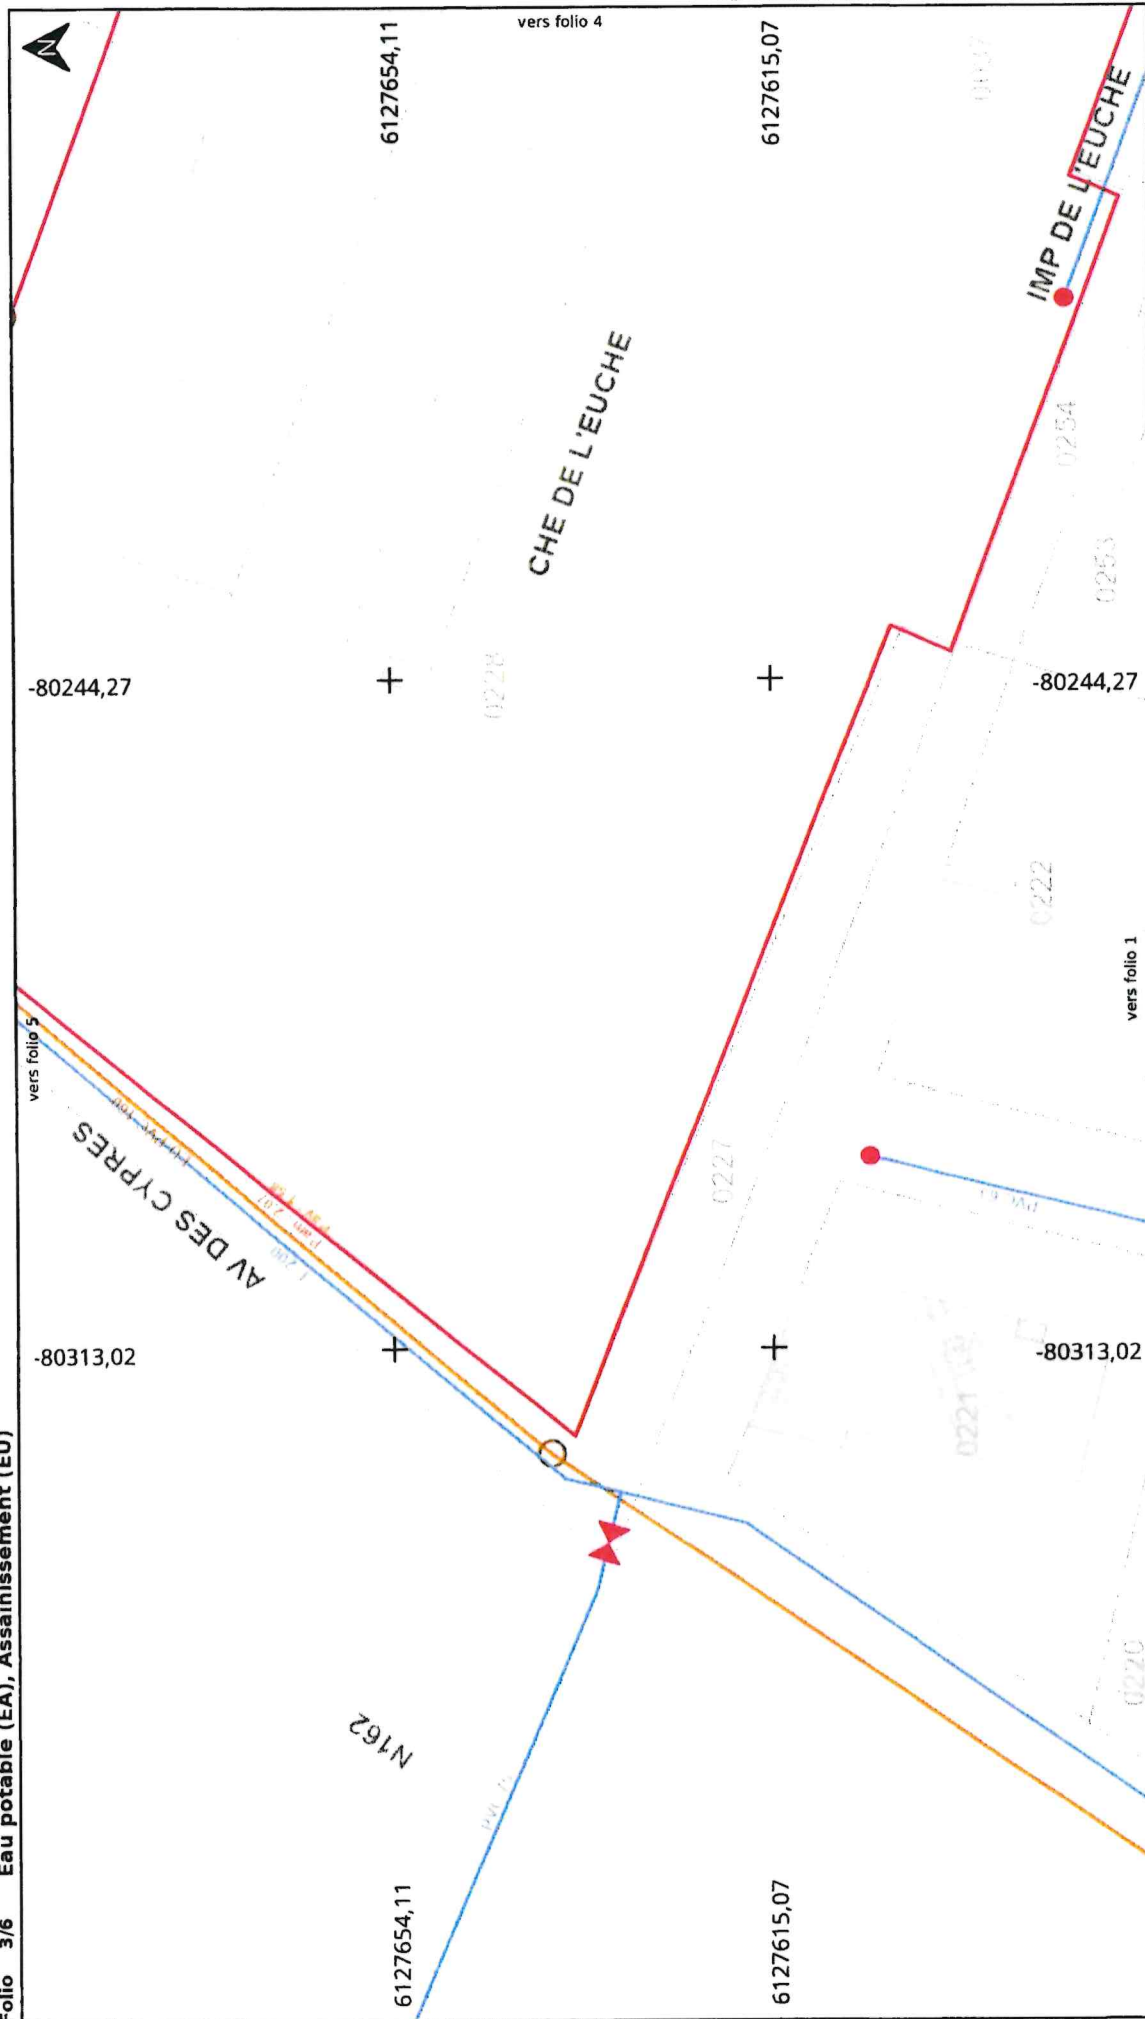 Folio 3/6 Eau potable (EA), Assainissement (EU)
N
vers folio 4
6127654,11
6127615,07
IMP DE L'EUCHE
CHE DE L'EUCHE
0254
0253
-80244,27
-80244,27
0228
0222
vers folio 5
vers folio 1
AV DES CYPRES
0227
-80313,02
-80313,02
0221
0220
N162
6127654,11
6127615,07